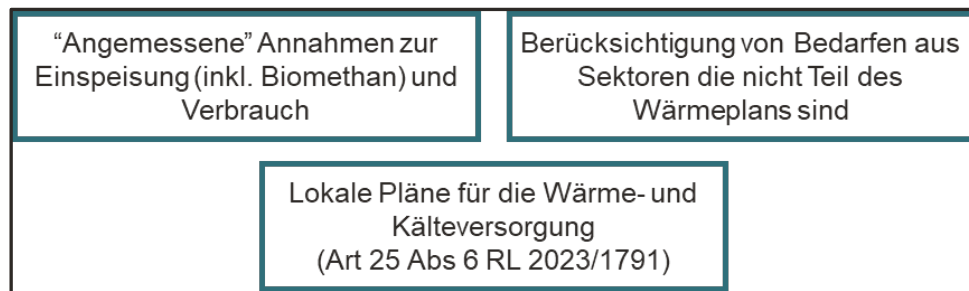 “Angemessene” Annahmen zur
Einspeisung (inkl. Biomethan) und
Verbrauch
Berücksichtigung von Bedarfen aus
Sektoren die nicht Teil des
Wärmeplans sind
Lokale Pläne für die Wärme- und
Kälteversorgung
(Art 25 Abs 6 RL 2023/1791)